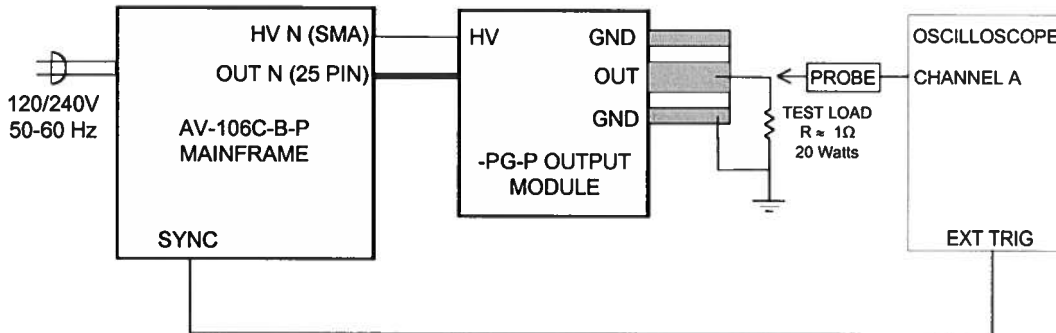 120/240V
50-60 Hz
HV N (SMA)
OUT N (25 PIN)
AV-106C-B-P
MAINFRAME
SYNC
HV
GND
OUT
GND
-PG-P OUTPUT
MODULE
PROBE
TEST LOAD
R ≈ 1Ω
20 Watts
OSCILLOSCOPE
CHANNEL A
EXT TRIG